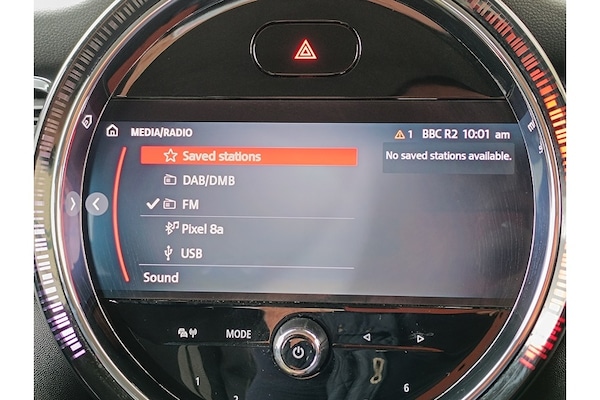 MEDIA/RADIO 1 BBC R2 10:01 am
Saved stations
No saved stations available.
DAB/DMB
FM
Pixel 8a
USB
Sound
MODE
1
2
6